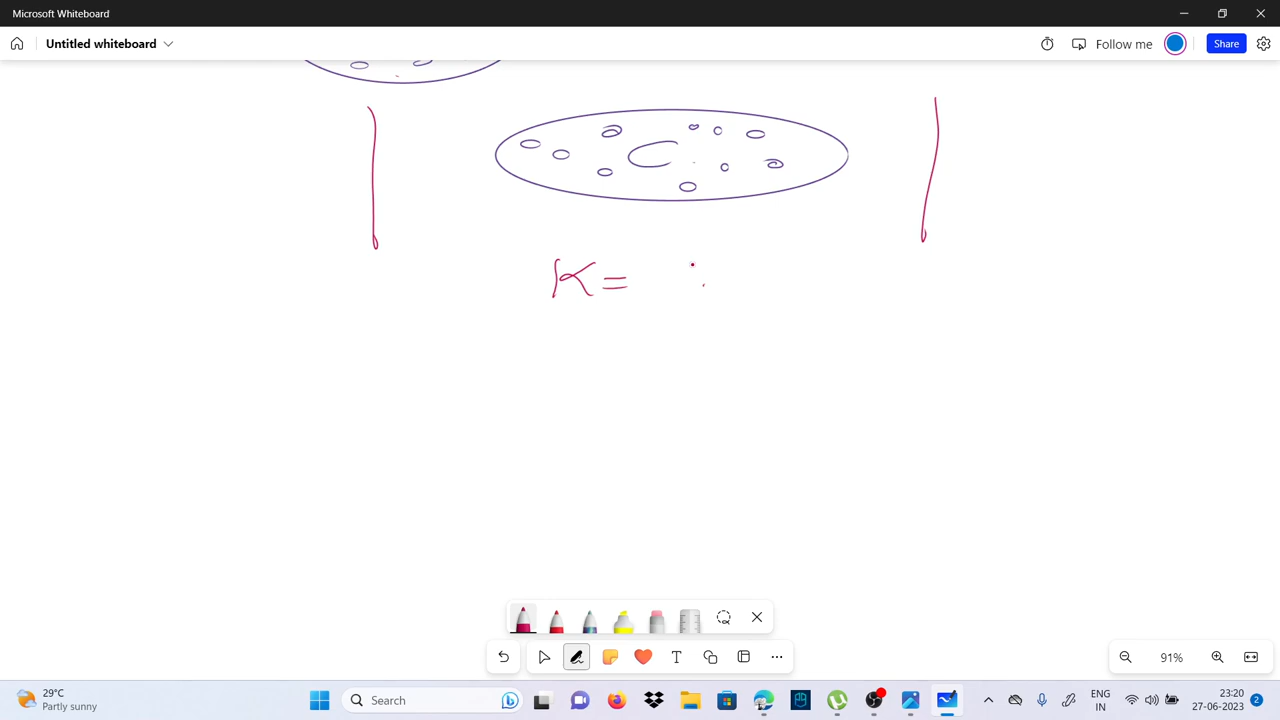 Microsoft Whiteboard
Untitled whiteboard
Follow me
Share
K =
91%
29°C
Partly sunny
Search
ENG
IN
23:20
27-06-2023
2